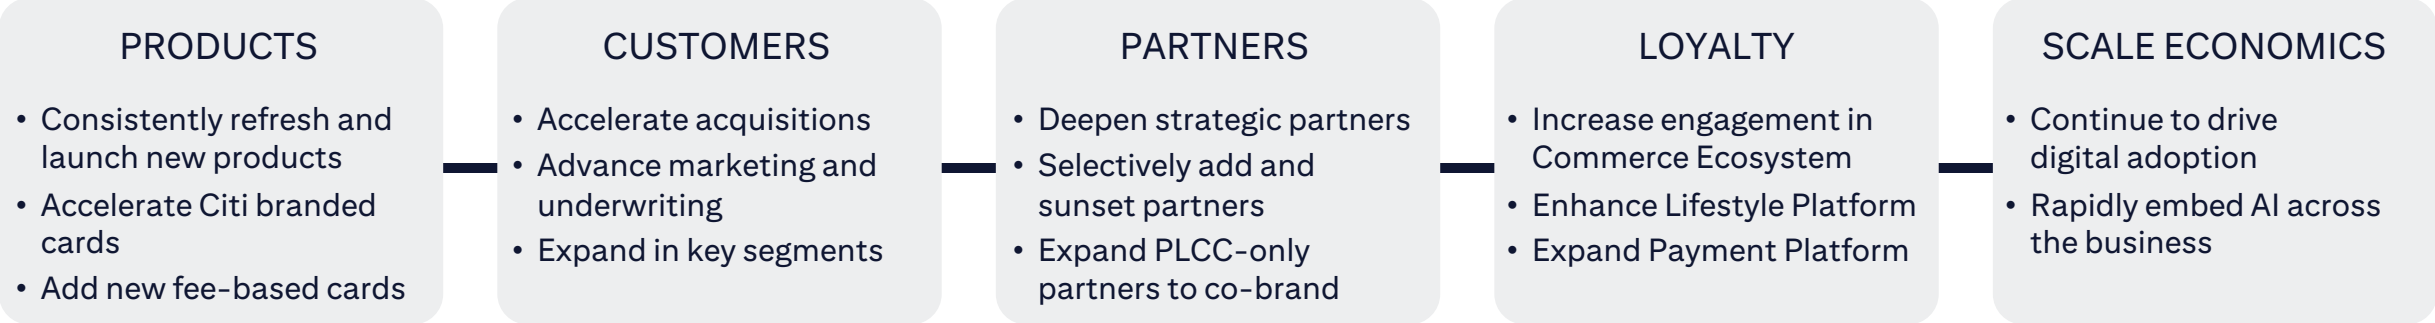 PRODUCTS
• Consistently refresh and
launch new products
• Accelerate Citi branded
cards
• Add new fee-based cards
CUSTOMERS
• Accelerate acquisitions
• Advance marketing and
underwriting
• Expand in key segments
PARTNERS
• Deepen strategic partners
• Selectively add and
sunset partners
• Expand PLCC-only
partners to co-brand
LOYALTY
• Increase engagement in
Commerce Ecosystem
• Enhance Lifestyle Platform
• Expand Payment Platform
SCALE ECONOMICS
• Continue to drive
digital adoption
• Rapidly embed AI across
the business